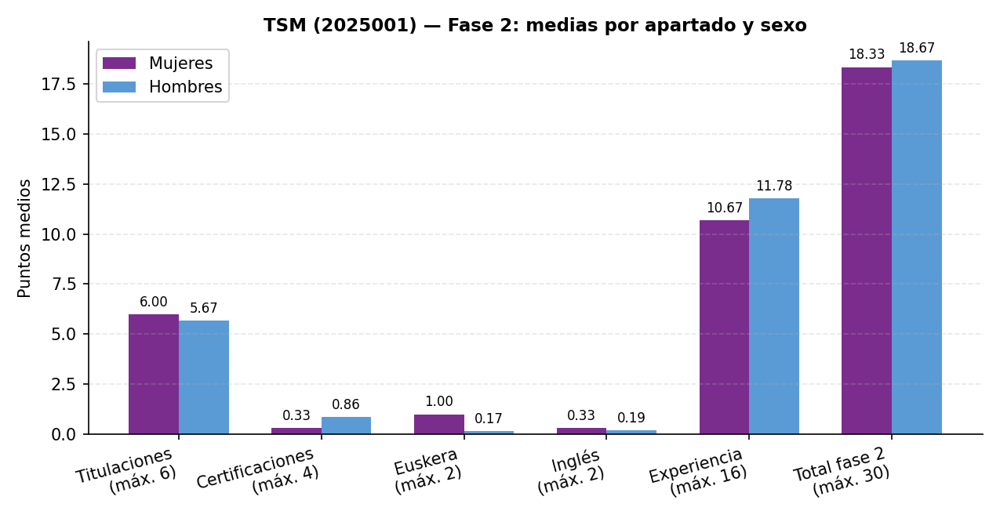 TSM (2025001) — Fase 2: medias por apartado y sexo
Mujeres
Hombres
Puntos medios
17.5
15.0
12.5
10.0
7.5
5.0
2.5
0.0
6.00
5.67
0.33
0.86
1.00
0.17
0.33
0.19
10.67
11.78
18.33
18.67
Titulaciones
(máx. 6)
Certificaciones
(máx. 4)
Euskera
(máx. 2)
Inglés
(máx. 2)
Experiencia
(máx. 16)
Total fase 2
(máx. 30)